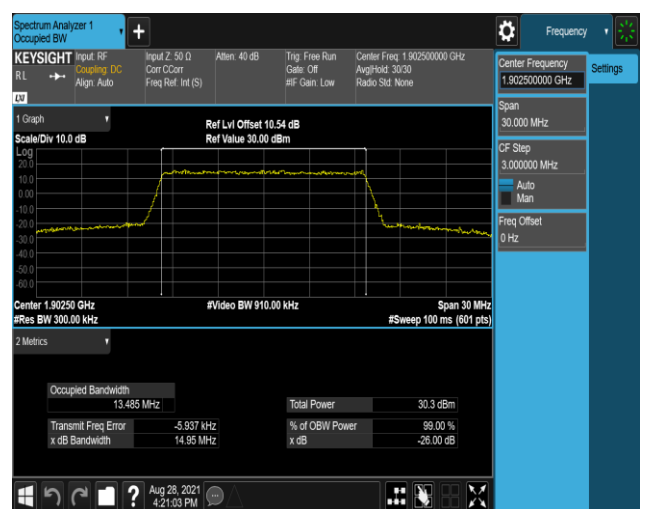 Spectrum Analyzer 1
Occupied BW
+
Frequency
KEYSIGHT
Input: RF
Input Z: 50 Ω
Atten: 40 dB
Trig: Free Run
Center Freq: 1.902500000 GHz
RL
Coupling: DC
Corr CCorr
Gate: Off
Avg|Hold: 30/30
Align: Auto
Freq Ref: Int (S)
#IF Gain: Low
Radio Std: None
LXI
Center Frequency
1.902500000 GHz
Settings
Span
30.000 MHz
CF Step
3.000000 MHz
Auto
Man
Freq Offset
0 Hz
1 Graph
Ref Lvl Offset 10.54 dB
Scale/Div 10.0 dB
Ref Value 30.00 dBm
Log
20.0
10.0
0.00
-10.0
-20.0
-30.0
-40.0
-50.0
-60.0
Center 1.90250 GHz
#Video BW 910.00 kHz
Span 30 MHz
#Res BW 300.00 kHz
#Sweep 100 ms (601 pts)
2 Metrics
Occupied Bandwidth
13.485 MHz
Total Power
30.3 dBm
Transmit Freq Error
-5.937 kHz
% of OBW Power
99.00 %
x dB Bandwidth
14.95 MHz
x dB
-26.00 dB
?
Aug 28, 2021
4:21:03 PM